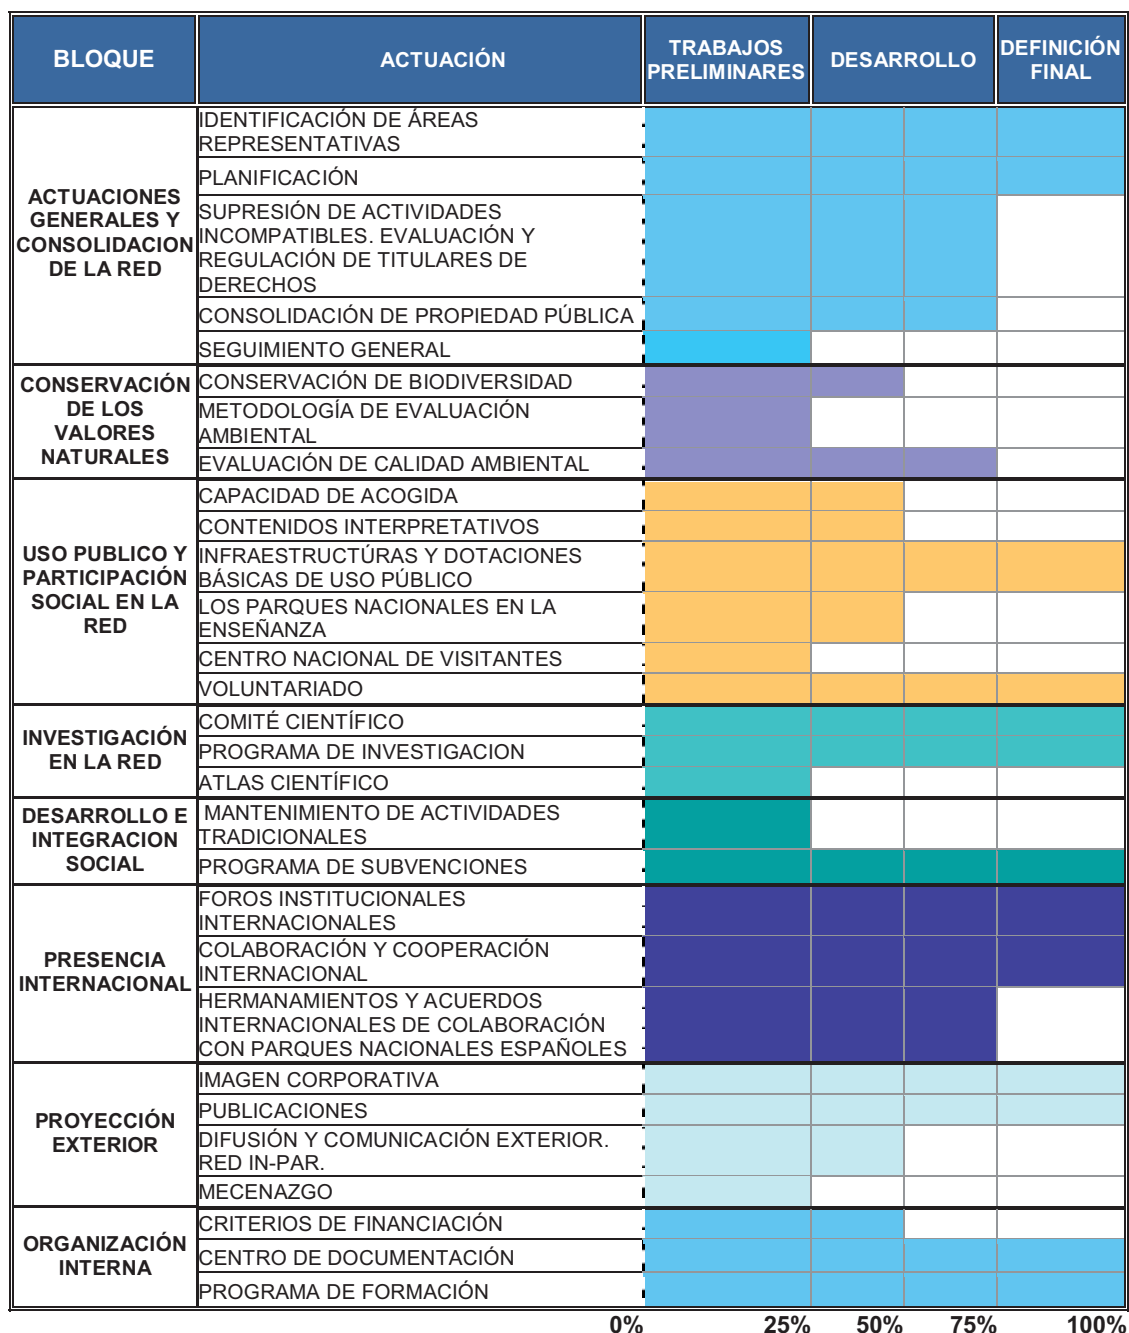 BLOQUE
ACTUACIÓN
TRABAJOS
PRELIMINARES
DESARROLLO
DEFINICIÓN
FINAL
ACTUACIONES
GENERALES Y
CONSOLIDACION
DE LA RED
IDENTIFICACIÓN DE ÁREAS
REPRESENTATIVAS
PLANIFICACIÓN
SUPRESIÓN DE ACTIVIDADES
INCOMPATIBLES. EVALUACIÓN Y
REGULACIÓN DE TITULARES DE
DERECHOS
CONSOLIDACIÓN DE PROPIEDAD PÚBLICA
SEGUIMIENTO GENERAL
CONSERVACIÓN
DE LOS
VALORES
NATURALES
CONSERVACIÓN DE BIODIVERSIDAD
METODOLOGÍA DE EVALUACIÓN
AMBIENTAL
EVALUACIÓN DE CALIDAD AMBIENTAL
USO PUBLICO Y
PARTICIPACIÓN
SOCIAL EN LA
RED
CAPACIDAD DE ACOGIDA
CONTENIDOS INTERPRETATIVOS
INFRAESTRUCTÚRAS Y DOTACIONES
BÁSICAS DE USO PÚBLICO
LOS PARQUES NACIONALES EN LA
ENSEÑANZA
CENTRO NACIONAL DE VISITANTES
VOLUNTARIADO
INVESTIGACIÓN
EN LA RED
COMITÉ CIENTÍFICO
PROGRAMA DE INVESTIGACION
ATLAS CIENTÍFICO
DESARROLLO E
INTEGRACION
SOCIAL
MANTENIMIENTO DE ACTIVIDADES
TRADICIONALES
PROGRAMA DE SUBVENCIONES
PRESENCIA
INTERNACIONAL
FOROS INSTITUCIONALES
INTERNACIONALES
COLABORACIÓN Y COOPERACIÓN
INTERNACIONAL
HERMANAMIENTOS Y ACUERDOS
INTERNACIONALES DE COLABORACIÓN
CON PARQUES NACIONALES ESPAÑOLES
PROYECCIÓN
EXTERIOR
IMAGEN CORPORATIVA
PUBLICACIONES
DIFUSIÓN Y COMUNICACIÓN EXTERIOR.
RED IN-PAR.
MECENAZGO
ORGANIZACIÓN
INTERNA
CRITERIOS DE FINANCIACIÓN
CENTRO DE DOCUMENTACIÓN
PROGRAMA DE FORMACIÓN
0% 25% 50% 75% 100%